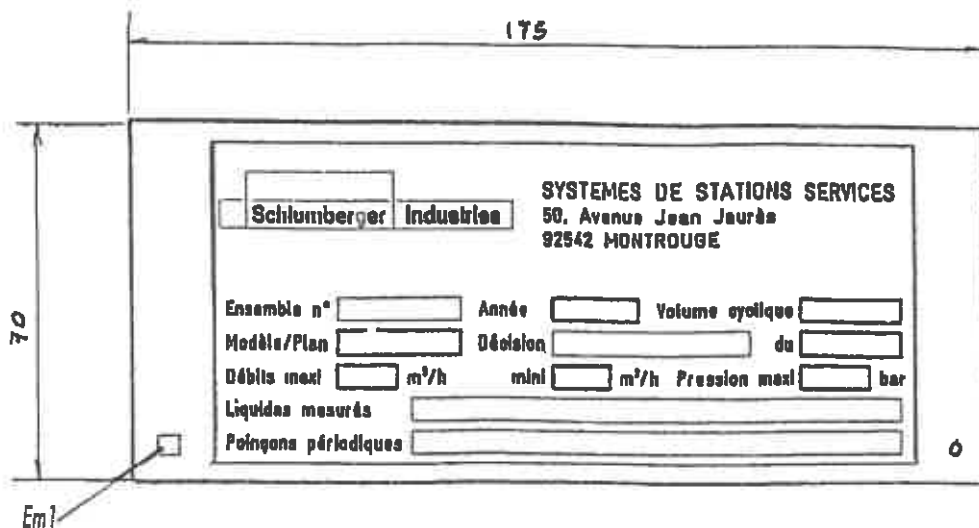 175
Schlumberger Industries
SYSTEMES DE STATIONS SERVICES
50, Avenue Jean Jaurès
92542 MONTROUGE
70
Ensemble n° Année Volume cyclique
Modèle/Plan Décision du
Débits maxi m³/h mini m³/h Pression maxi bar
Liquides mesurés
Poinçons périodiques
Em1